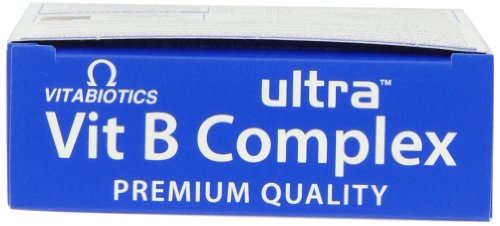 VITABIOTICS ultra™
Vit B Complex
PREMIUM QUALITY